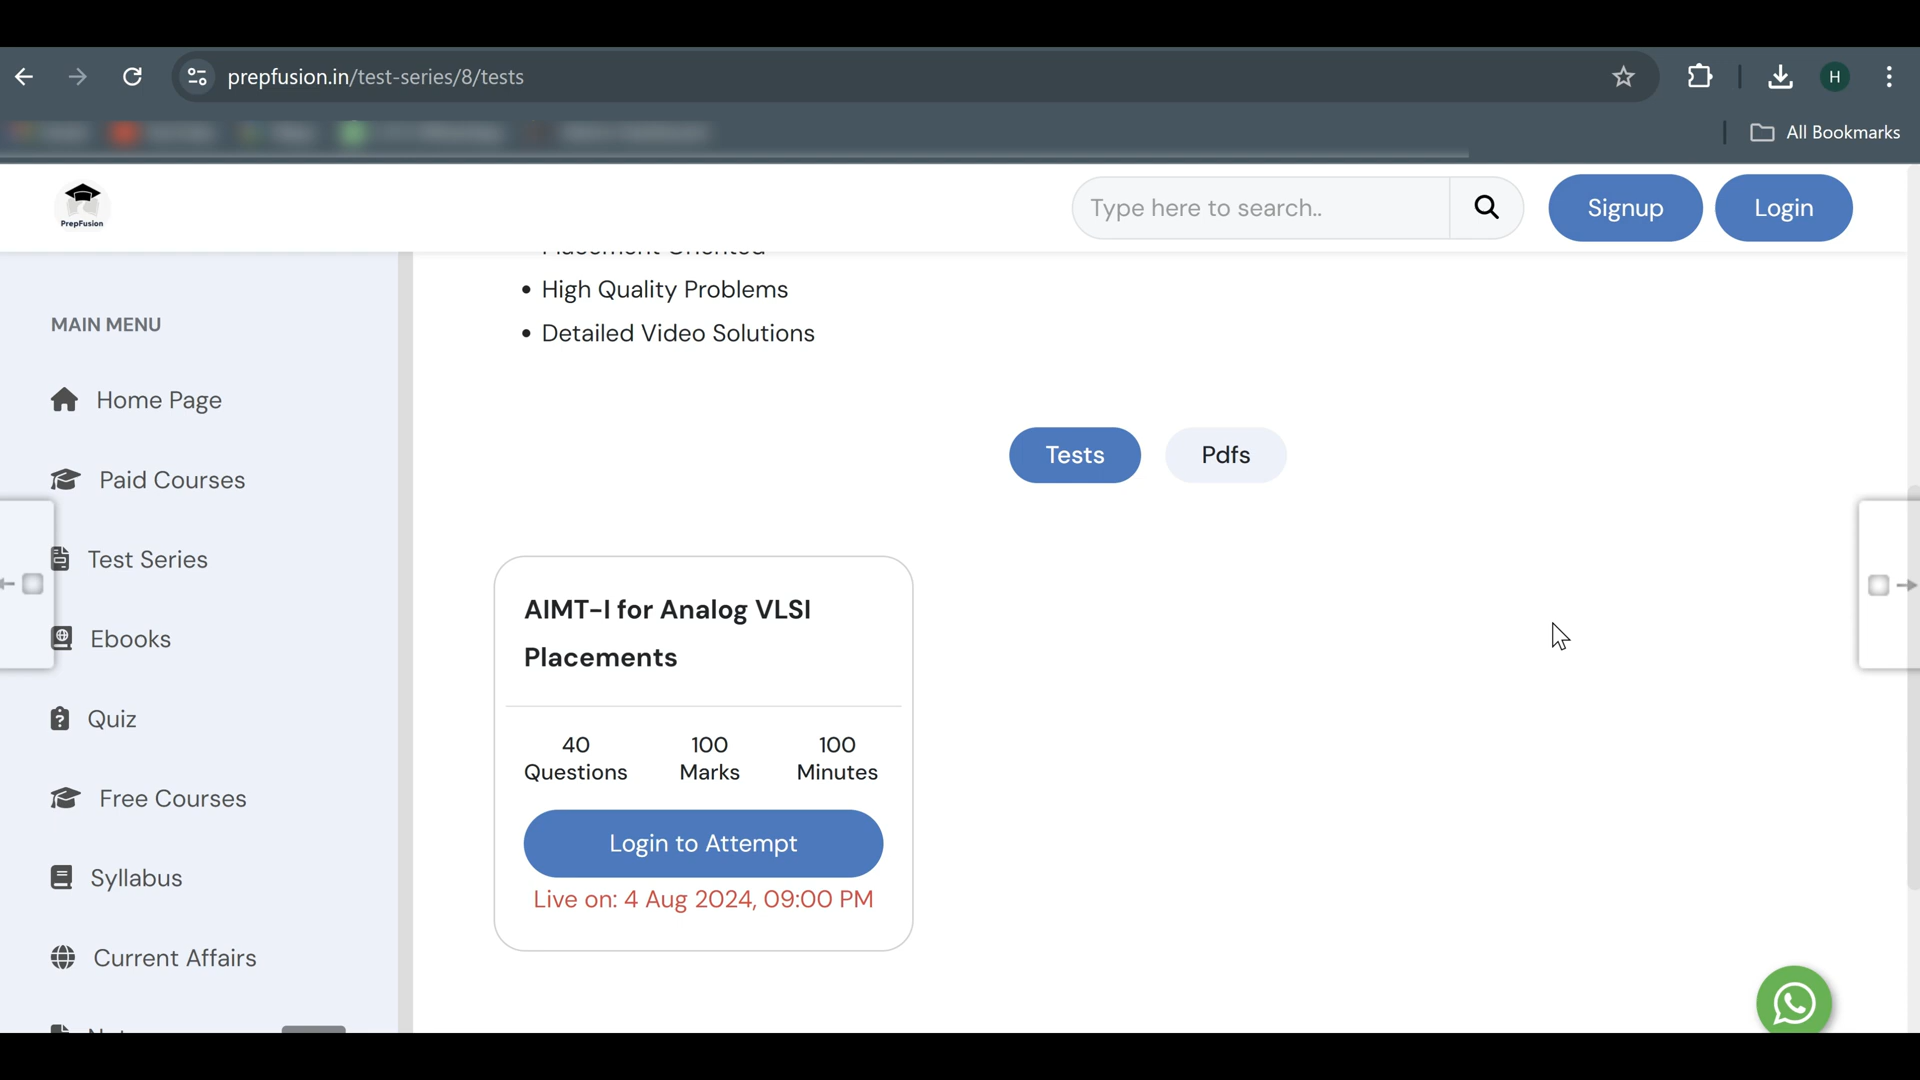 prepfusion.in/test-series/8/tests
H
All Bookmarks
PrepFusion
Type here to search..
Signup
Login
Placement Oriented
• High Quality Problems
• Detailed Video Solutions
MAIN MENU
Home Page
Paid Courses
Test Series
Ebooks
Quiz
Free Courses
Syllabus
Current Affairs
Tests
Pdfs
AIMT-I for Analog VLSI
Placements
40 100 100
Questions Marks Minutes
Login to Attempt
Live on: 4 Aug 2024, 09:00 PM